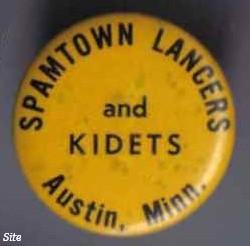 SPAMTOWN LANCERS
and
KIDETS
Austin, Minn.
Site